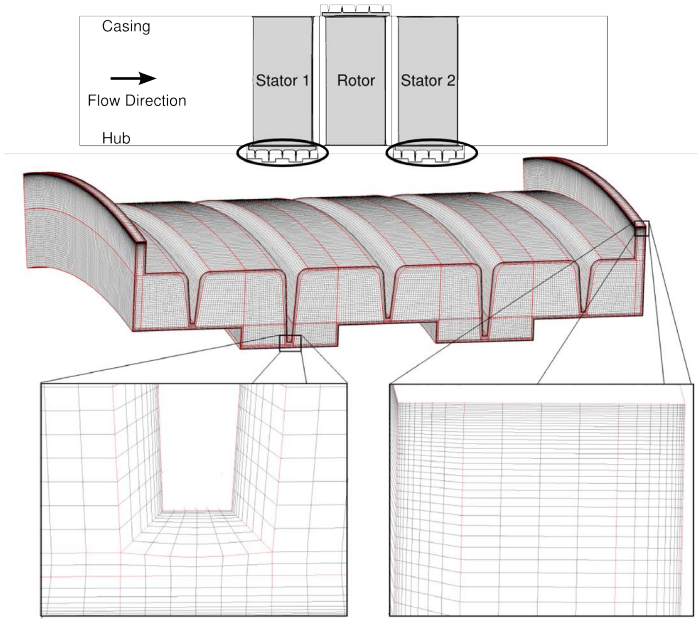 Casing
Stator 1
Rotor
Stator 2
Flow Direction
Hub